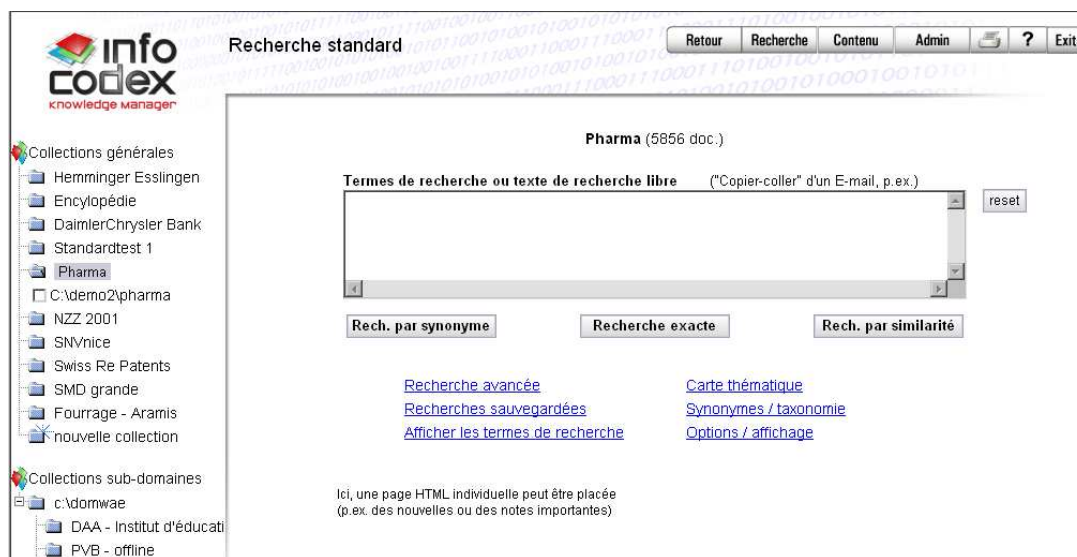 info
codex
Knowledge Manager
Recherche standard
Retour Recherche Contenu Admin ? Exit
Collections générales
Hemminger Esslingen
Encylopédie
DaimlerChrysler Bank
Standardtest 1
Pharma
C:\demo2\pharma
NZZ 2001
SNVnice
Swiss Re Patents
SMD grande
Fourrage - Aramis
nouvelle collection
Collections sub-domaines
c:\domwae
DAA - Institut d'éducati
PVB - offline
Pharma (5856 doc.)
Termes de recherche ou texte de recherche libre ("Copier-coller" d'un E-mail, p.ex.)
reset
Rech. par synonyme Recherche exacte Rech. par similarité
Recherche avancée Carte thématique
Recherches sauvegardées Synonymes / taxonomie
Afficher les termes de recherche Options / affichage
Ici, une page HTML individuelle peut être placée
(p.ex. des nouvelles ou des notes importantes)